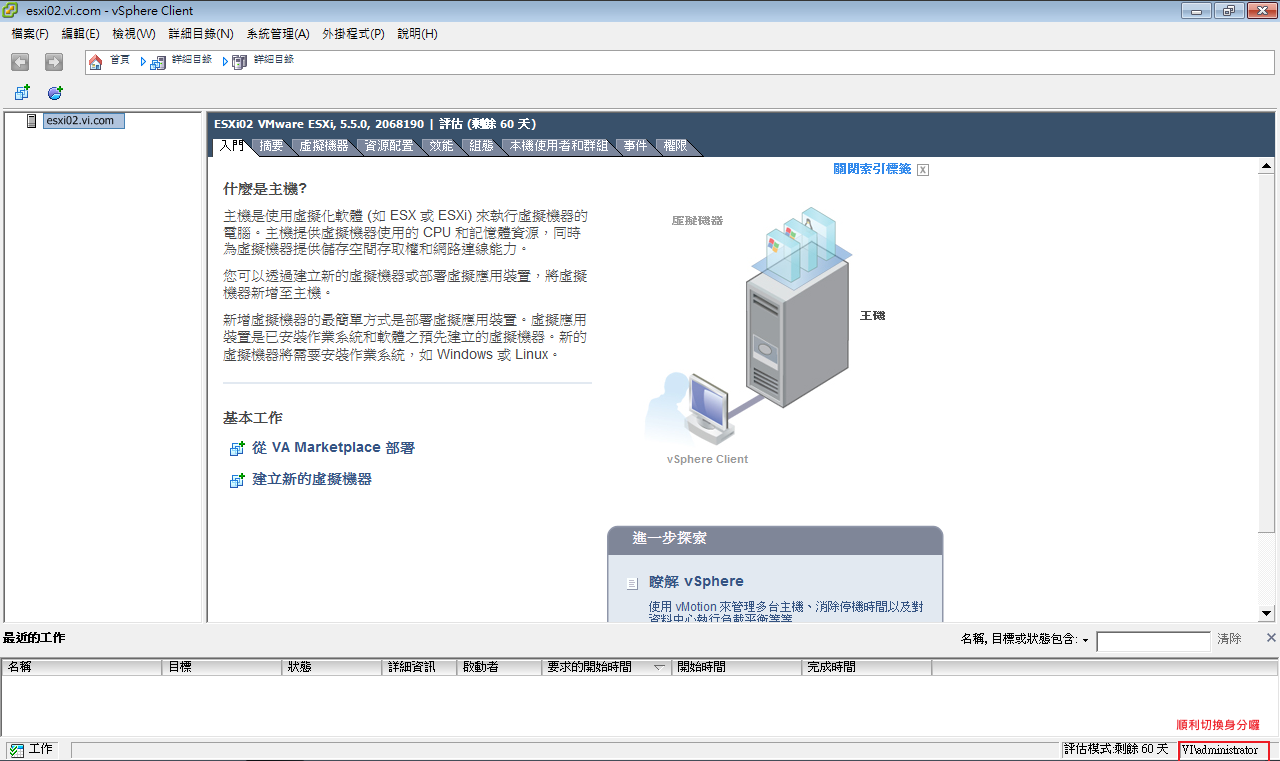 esxi02.vi.com - vSphere Client
檔案(F) 編輯(E) 檢視(W) 詳細目錄(N) 系統管理(A) 外掛程式(P) 說明(H)
首頁 詳細目錄 詳細目錄
esxi02.vi.com
ESXi02 VMware ESXi, 5.5.0, 2068190 | 評估 (剩餘 60 天)
入門 摘要 虛擬機器 資源配置 效能 組態 本機使用者和群組 事件 權限
關閉索引標籤
什麼是主機?
主機是使用虛擬化軟體 (如 ESX 或 ESXi) 來執行虛擬機器的
電腦。主機提供虛擬機器使用的 CPU 和記憶體資源，同時
為虛擬機器提供儲存空間存取權和網路連線能力。
您可以透過建立新的虛擬機器或部署虛擬應用裝置，將虛擬
機器新增至主機。
新增虛擬機器的最簡單方式是部署虛擬應用裝置。虛擬應用
裝置是已安裝作業系統和軟體之預先建立的虛擬機器。新的
虛擬機器將需要安裝作業系統，如 Windows 或 Linux。
虛擬機器
主機
vSphere Client
基本工作
從 VA Marketplace 部署
建立新的虛擬機器
進一步探索
瞭解 vSphere
使用 vMotion 來管理多台主機、消除停機時間以及對
資料中心執行負載平衡等等
最近的工作
名稱, 目標或狀態包含: 清除
名稱 目標 狀態 詳細資訊 啟動者 要求的開始時間 開始時間 完成時間
順利切換身分囉
工作 評估模式:剩餘 60 天 VI\administrator